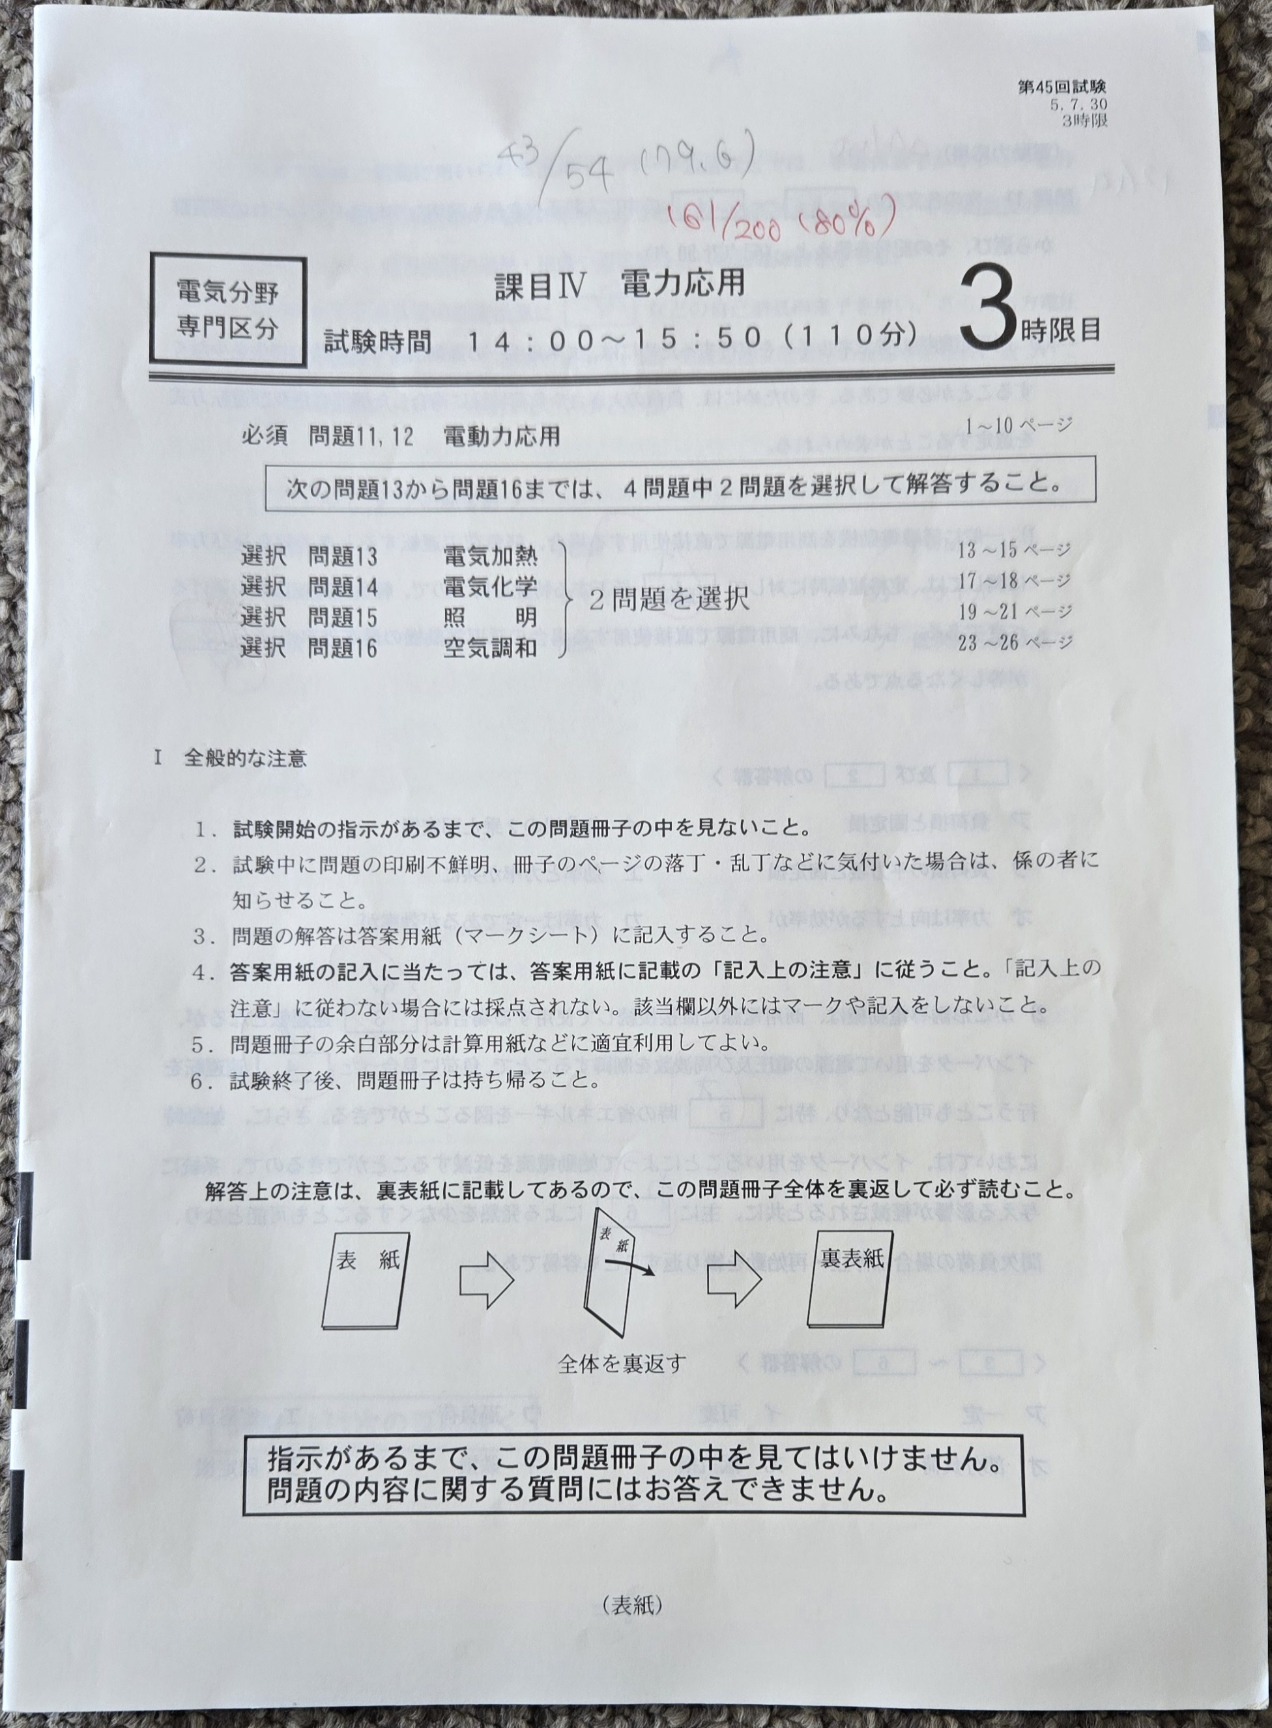 第45回試験
5.7.30
3時限
43/54 (79.6)
161/200 (80%)
電気分野
専門区分
課目Ⅳ 電力応用
試験時間 14:00～15:50(110分)
3時限目
必須 問題11,12 電動力応用 1～10ページ
次の問題13から問題16までは、4問題中2問題を選択して解答すること。
選択 問題13 電気加熱 13～15ページ
選択 問題14 電気化学 17～18ページ
選択 問題15 照 明 19～21ページ
選択 問題16 空気調和 23～26ページ
2問題を選択
Ⅰ 全般的な注意
1．試験開始の指示があるまで、この問題冊子の中を見ないこと。
2．試験中に問題の印刷不鮮明、冊子のページの落丁・乱丁などに気付いた場合は、係の者に
知らせること。
3．問題の解答は答案用紙（マークシート）に記入すること。
4．答案用紙の記入に当たっては、答案用紙に記載の「記入上の注意」に従うこと。「記入上の
注意」に従わない場合には採点されない。該当欄以外にはマークや記入をしないこと。
5．問題冊子の余白部分は計算用紙などに適宜利用してよい。
6．試験終了後、問題冊子は持ち帰ること。
解答上の注意は、裏表紙に記載してあるので、この問題冊子全体を裏返して必ず読むこと。
表 紙
表 紙
裏表紙
全体を裏返す
指示があるまで、この問題冊子の中を見てはいけません。
問題の内容に関する質問にはお答えできません。
（表紙）